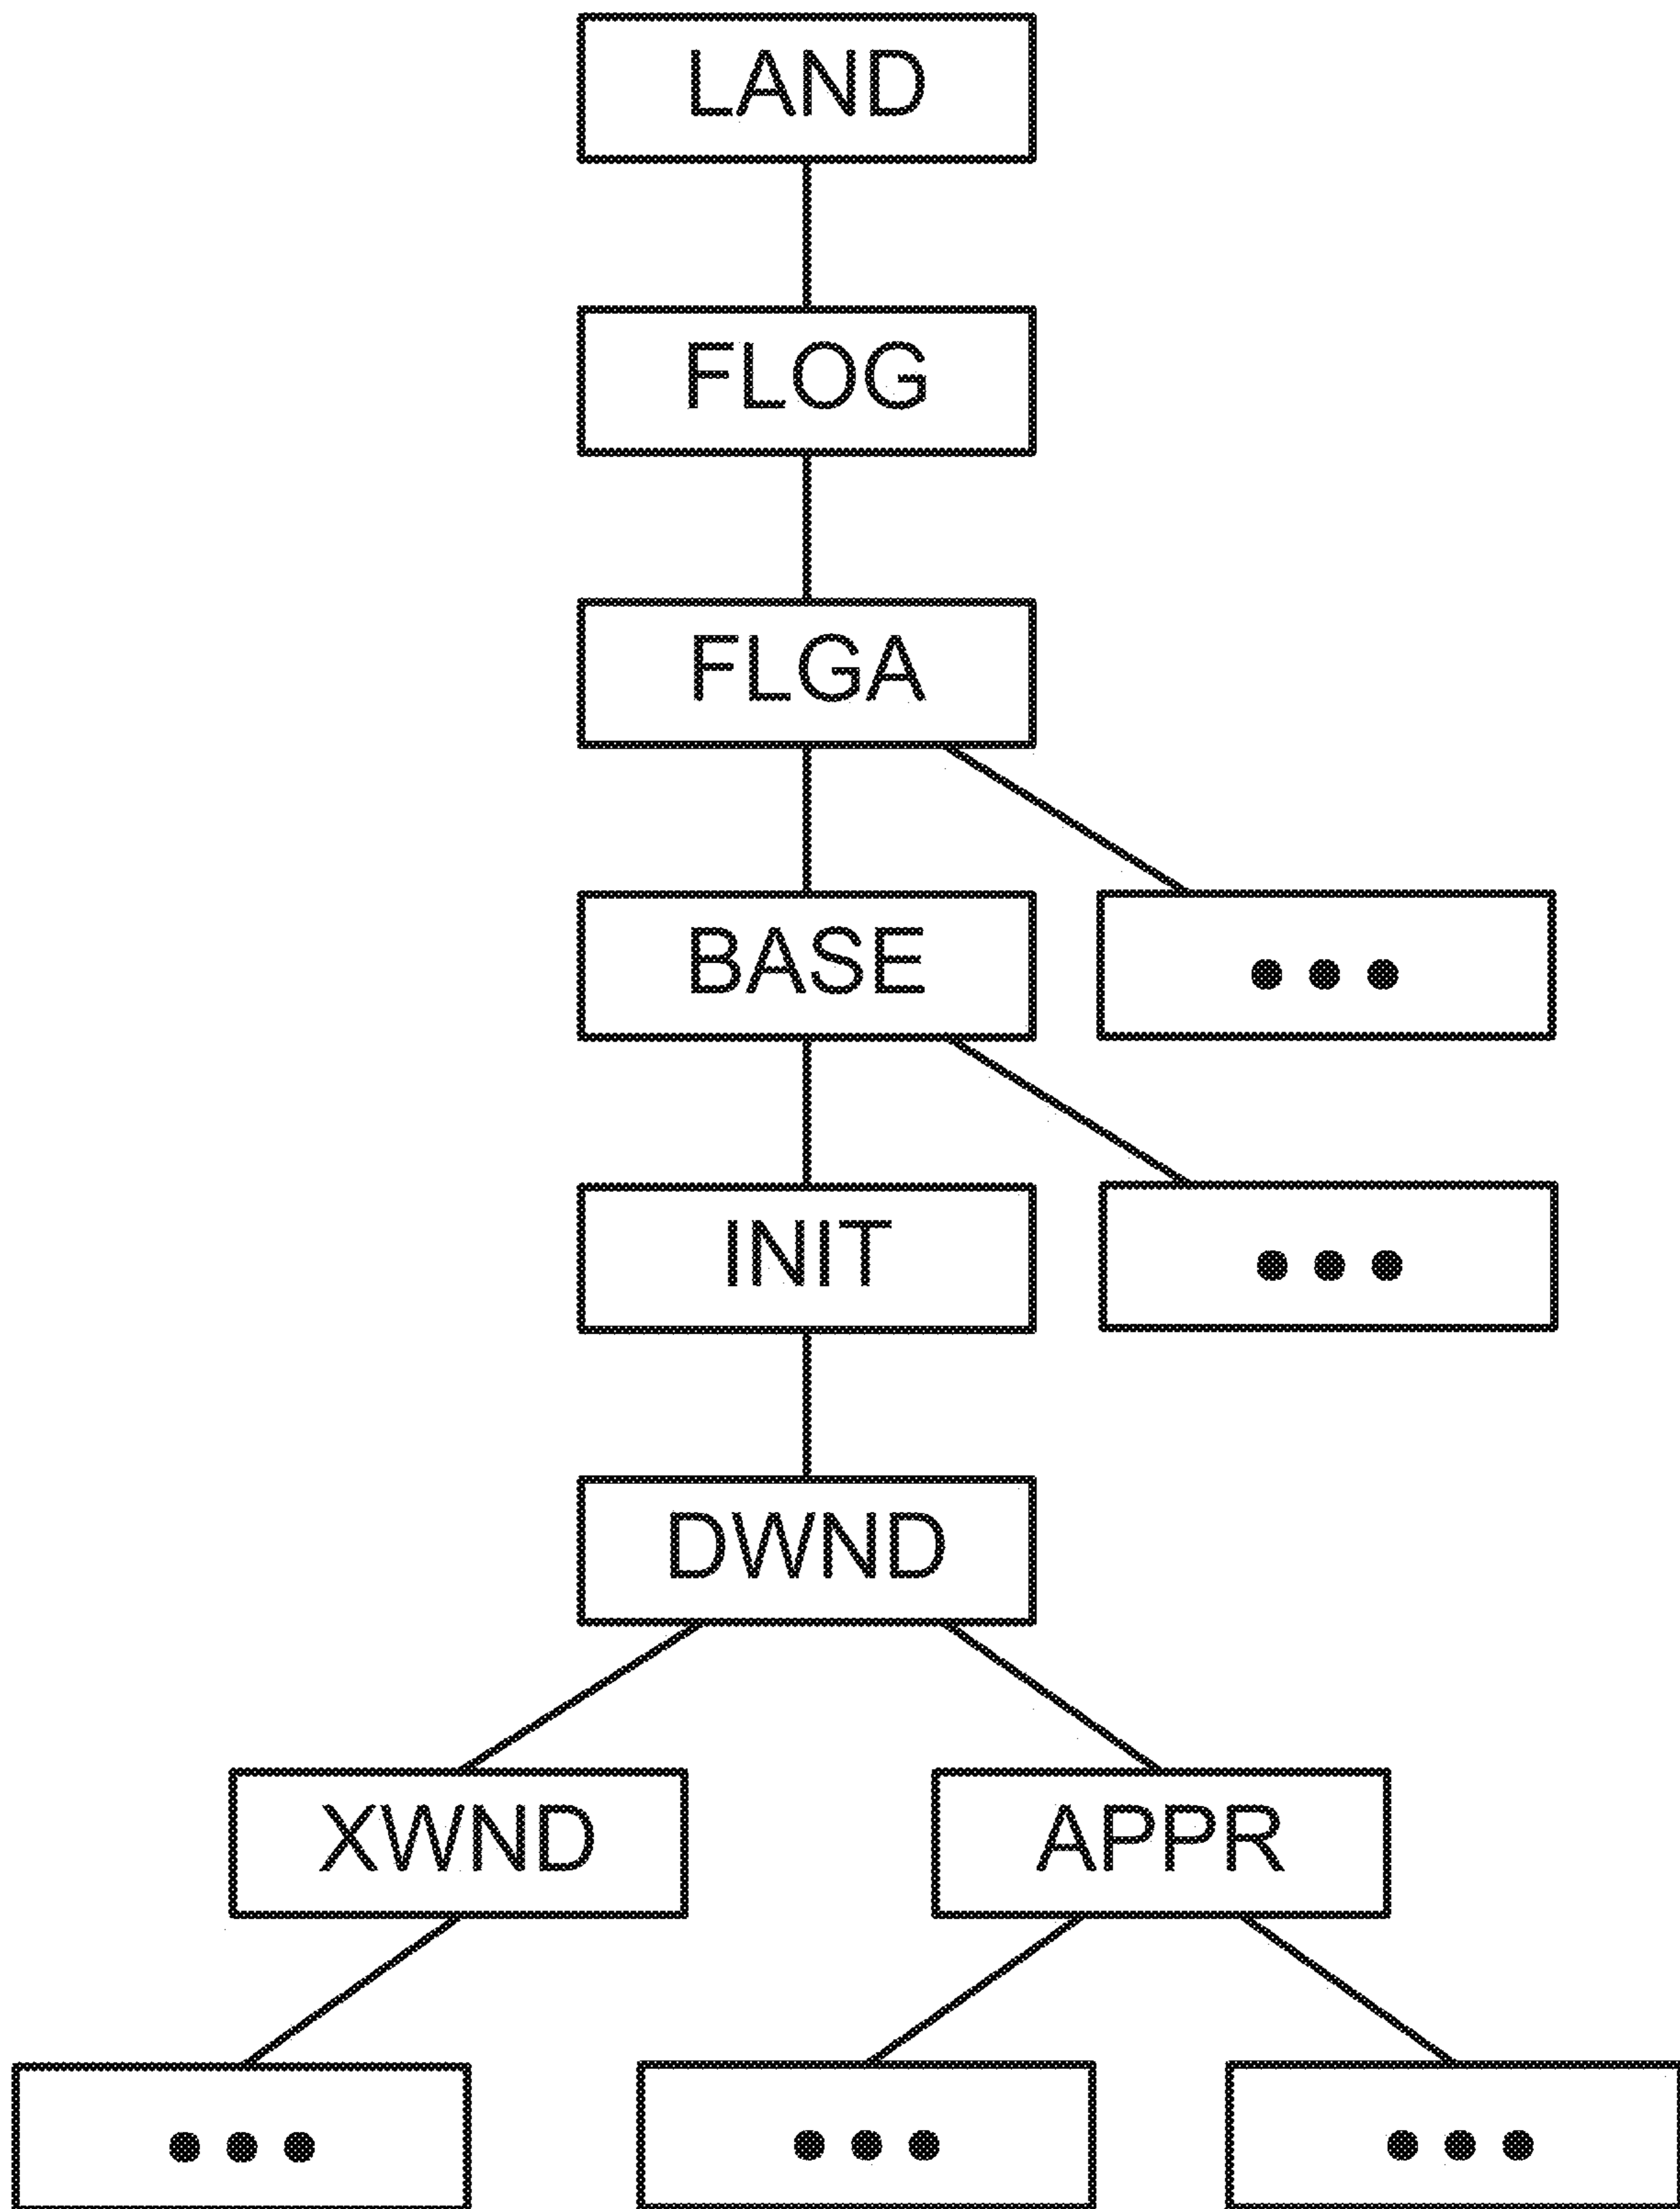 LAND
FLOG
FLGA
BASE
•••
INIT
•••
DWND
XWND
APPR
•••
•••
•••